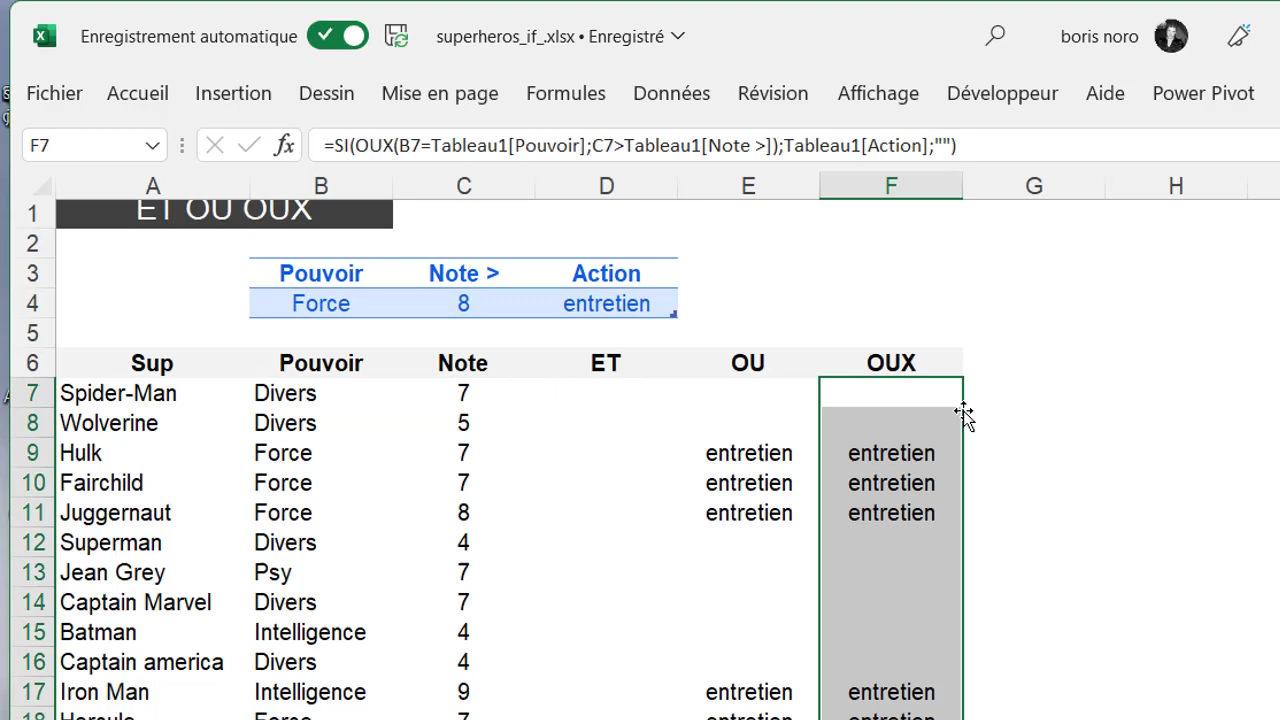 Enregistrement automatique superheros_if_.xlsx • Enregistré boris noro
Fichier Accueil Insertion Dessin Mise en page Formules Données Révision Affichage Développeur Aide Power Pivot
F7 fx =SI(OUX(B7=Tableau1[Pouvoir];C7>Tableau1[Note >]);Tableau1[Action];"")
A B C D E F G H
1 ET OU OUX
2
3 Pouvoir Note > Action
4 Force 8 entretien
5
6 Sup Pouvoir Note ET OU OUX
7 Spider-Man Divers 7
8 Wolverine Divers 5
9 Hulk Force 7 entretien entretien
10 Fairchild Force 7 entretien entretien
11 Juggernaut Force 8 entretien entretien
12 Superman Divers 4
13 Jean Grey Psy 7
14 Captain Marvel Divers 7
15 Batman Intelligence 4
16 Captain america Divers 4
17 Iron Man Intelligence 9 entretien entretien
18 Hercule Force 7 entretien entretien